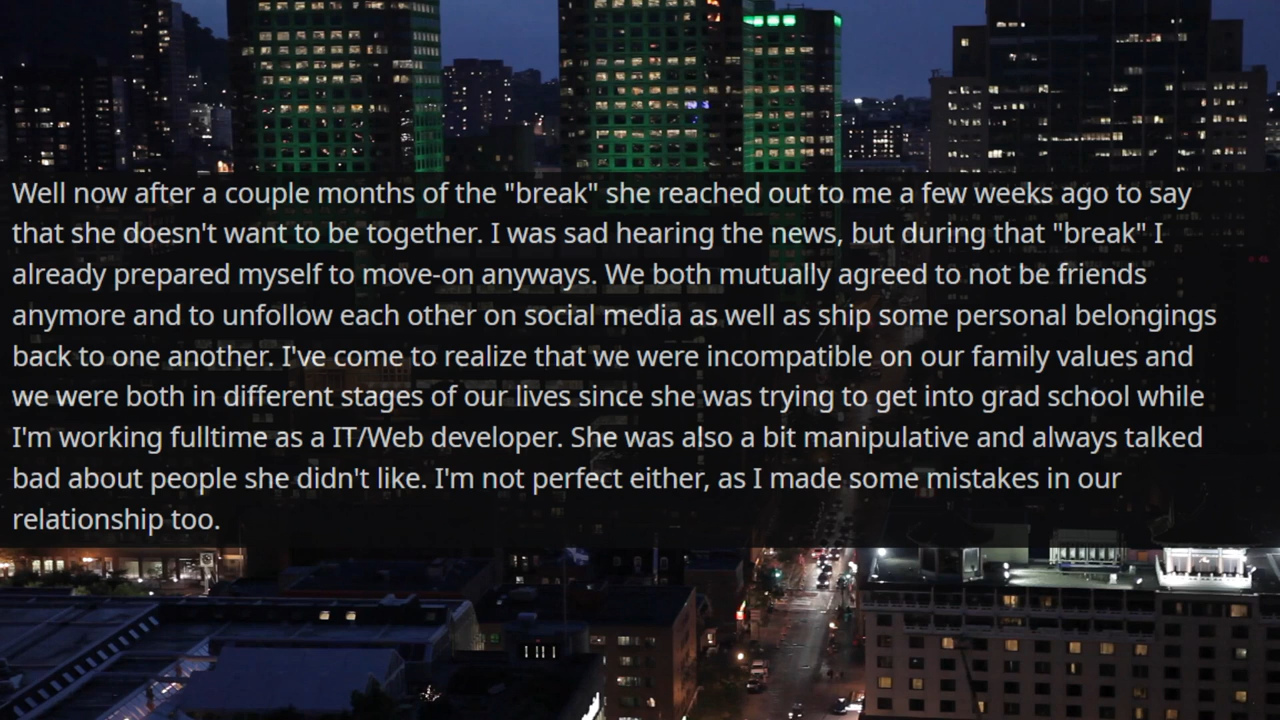 Well now after a couple months of the "break" she reached out to me a few weeks ago to say
that she doesn't want to be together. I was sad hearing the news, but during that "break" I
already prepared myself to move-on anyways. We both mutually agreed to not be friends
anymore and to unfollow each other on social media as well as ship some personal belongings
back to one another. I've come to realize that we were incompatible on our family values and
we were both in different stages of our lives since she was trying to get into grad school while
I'm working fulltime as a IT/Web developer. She was also a bit manipulative and always talked
bad about people she didn't like. I'm not perfect either, as I made some mistakes in our
relationship too.